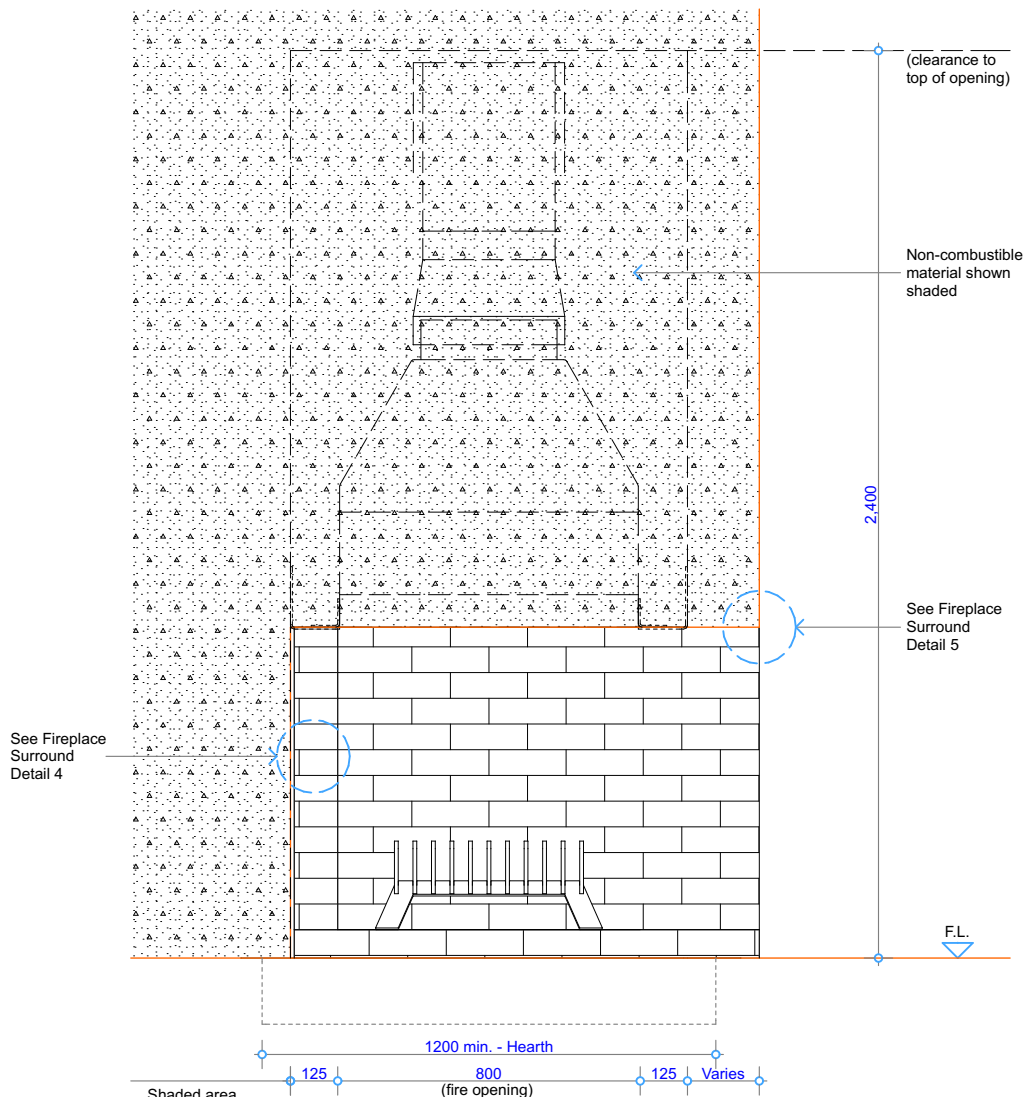 (clearance to
top of opening)
Non-combustible
material shown
shaded
2,400
See Fireplace
Surround
Detail 5
See Fireplace
Surround
Detail 4
F.L.
1200 min. - Hearth
125
800
125
Varies
(fire opening)
Shaded area